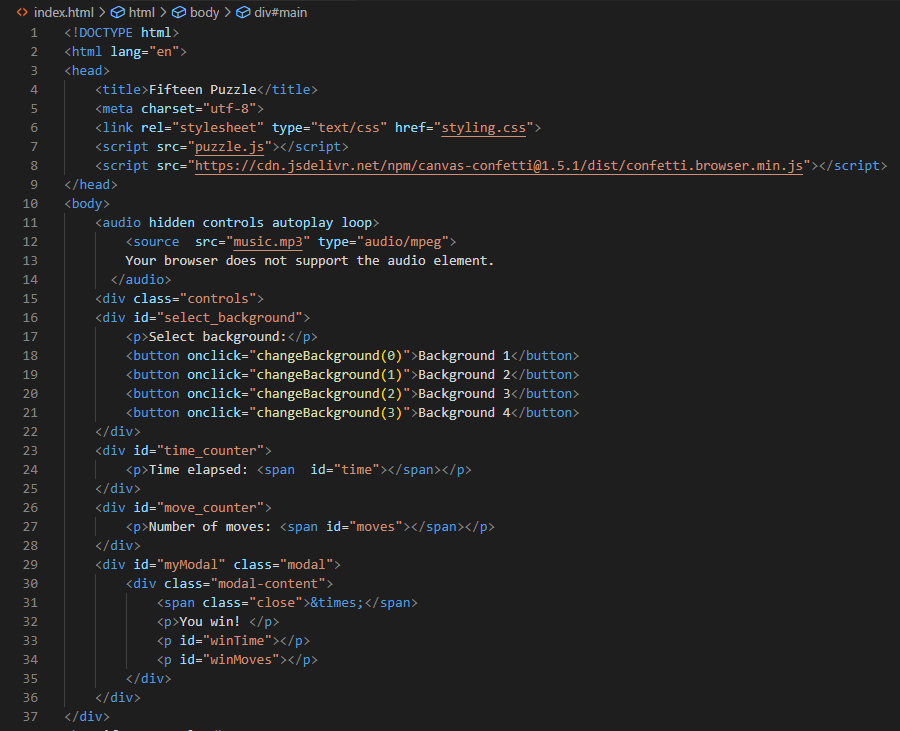 index.html > html > body > div#main
1 <!DOCTYPE html>
2 <html lang="en">
3 <head>
4 <title>Fifteen Puzzle</title>
5 <meta charset="utf-8">
6 <link rel="stylesheet" type="text/css" href="styling.css">
7 <script src="puzzle.js"></script>
8 <script src="https://cdn.jsdelivr.net/npm/canvas-confetti@1.5.1/dist/confetti.browser.min.js"></script>
9 </head>
10 <body>
11 <audio hidden controls autoplay loop>
12 <source  src="music.mp3" type="audio/mpeg">
13 Your browser does not support the audio element.
14 </audio>
15 <div class="controls">
16 <div id="select_background">
17 <p>Select background:</p>
18 <button onclick="changeBackground(0)">Background 1</button>
19 <button onclick="changeBackground(1)">Background 2</button>
20 <button onclick="changeBackground(2)">Background 3</button>
21 <button onclick="changeBackground(3)">Background 4</button>
22 </div>
23 <div id="time_counter">
24 <p>Time elapsed: <span  id="time"></span></p>
25 </div>
26 <div id="move_counter">
27 <p>Number of moves: <span id="moves"></span></p>
28 </div>
29 <div id="myModal" class="modal">
30 <div class="modal-content">
31 <span class="close">&times;</span>
32 <p>You win! </p>
33 <p id="winTime"></p>
34 <p id="winMoves"></p>
35 </div>
36 </div>
37 </div>